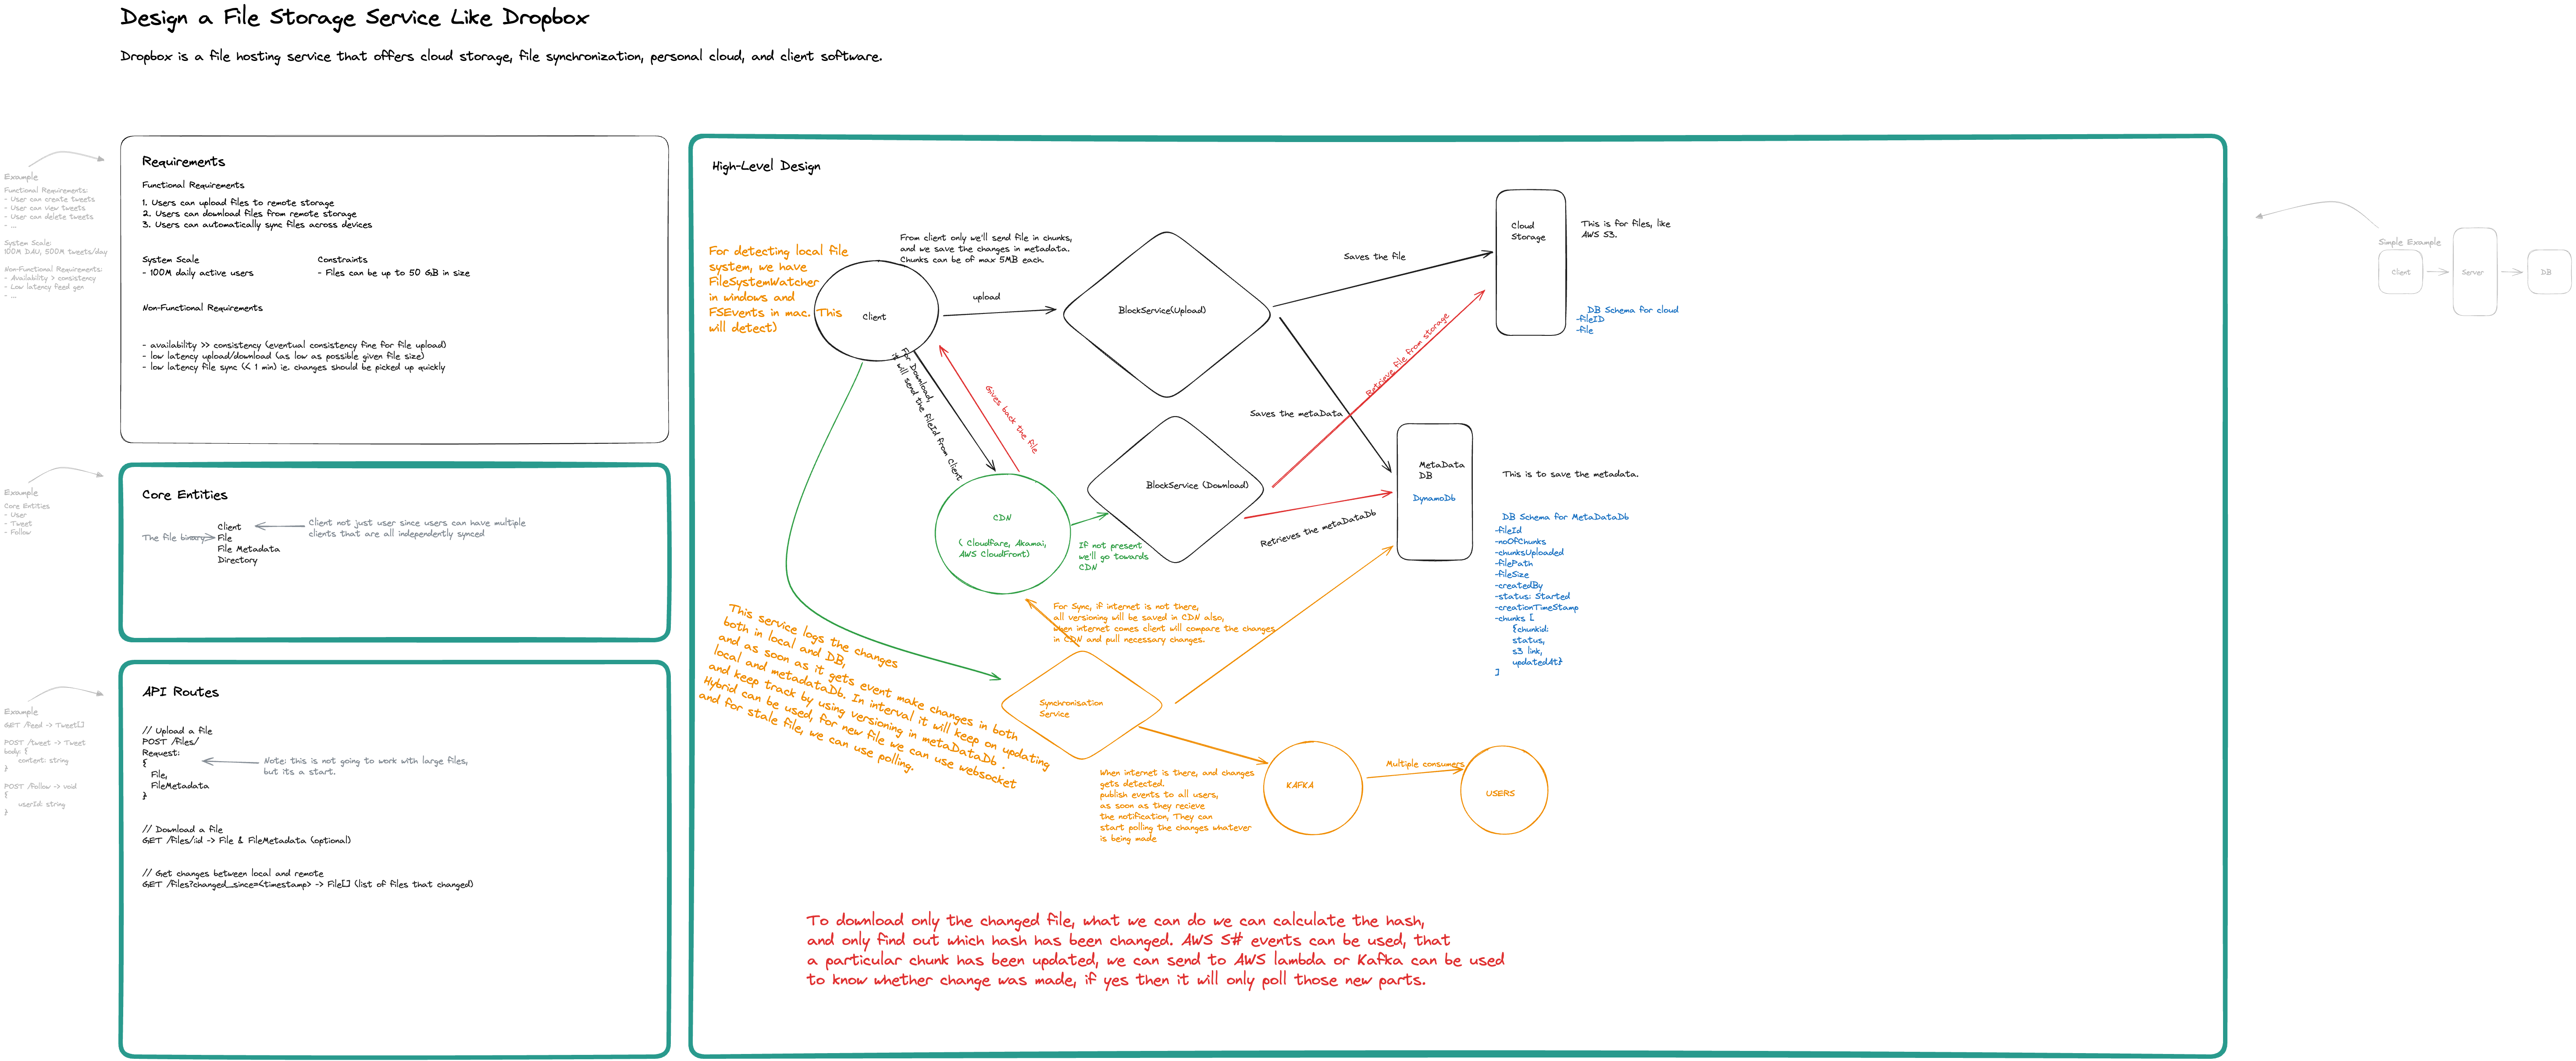 Design a File Storage Service Like Dropbox
Dropbox is a file hosting service that offers cloud storage, file synchronization, personal cloud, and client software.
Example
Functional Requirements:
- User can create tweets
- User can view tweets
- User can delete tweets
- ...
System Scale:
100M DAU, 500M tweets/day
Non-Functional Requirements:
- Availability > consistency
- Low latency feed gen
- ...
Requirements
Functional Requirements
1. Users can upload files to remote storage
2. Users can download files from remote storage
3. Users can automatically sync files across devices
System Scale
- 100M daily active users
Constraints
- Files can be up to 50 GB in size
Non-Functional Requirements
- availability >> consistency (eventual consistency fine for file upload)
- low latency upload/download (as low as possible given file size)
- low latency file sync (< 1 min) ie. changes should be picked up quickly
Example
Core Entities
- User
- Tweet
- Follow
Core Entities
Client
File
File Metadata
Directory
The file binary
Client not just user since users can have multiple
clients that are all independently synced
Example
GET /feed -> Tweet[]
POST /tweet -> Tweet
body: {
content: string
}
POST /follow -> void
{
userId: string
}
API Routes
// Upload a file
POST /files/
Request:
{
File,
FileMetadata
}
Note: this is not going to work with large files,
but its a start.
// Download a file
GET /files/:id -> File & FileMetadata (optional)
// Get changes between local and remote
GET /files?changed_since=<timestamp> -> File[] (list of files that changed)
High-Level Design
For detecting local file
system, we have
FileSystemWatcher
in windows and
FSEvents in mac. This
will detect)
Client
From client only we'll send file in chunks,
and we save the changes in metadata.
Chunks can be of max 5MB each.
upload
BlockService(Upload)
Saves the file
Cloud
Storage
This is for files, like
AWS S3.
DB Schema for cloud
-fileID
-file
For Download,
it will send the fileId from Client
Gives back the file
Retrieve file from storage
Saves the metaData
CDN
( Cloudfare, Akamai,
AWS CloudFront)
If not present
we'll go towards
CDN
BlockService (Download)
Retrieves the metaDataDb
MetaData
DB
DynamoDb
This is to save the metadata.
DB Schema for MetaDataDb
-fileId
-noOfChunks
-chunksUploaded
-filePath
-fileSize
-createdBy
-status: Started
-creationTimeStamp
-chunks [
{chunkid:
status,
s3 link,
updatedAt}
]
For Sync, if internet is not there,
all versioning will be saved in CDN also,
when internet comes client will compare the changes
in CDN and pull necessary changes.
This service logs the changes
both in local and DB,
and as soon as it gets event make changes in both
local and metadataDb. In interval it will keep on updating
and keep track by using versioning in metaDataDb .
Hybrid can be used, for new file we can use websocket
and for stale file, we can use polling.
Synchronisation
Service
When internet is there, and changes
gets detected.
publish events to all users,
as soon as they recieve
the notification, They can
start polling the changes whatever
is being made
KAFKA
Multiple consumers
USERS
To download only the changed file, what we can do we can calculate the hash,
and only find out which hash has been changed. AWS S# events can be used, that
a particular chunk has been updated, we can send to AWS lambda or Kafka can be used
to know whether change was made, if yes then it will only poll those new parts.
Simple Example
Client
Server
DB